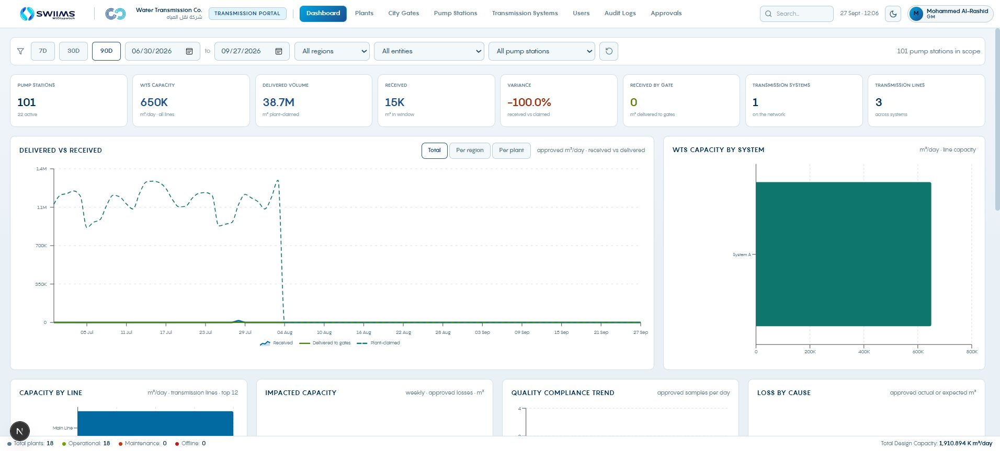 SWIIMS
WIDispatch
Water Transmission Co.
شركة نقل المياه
TRANSMISSION PORTAL
Dashboard
Plants
City Gates
Pump Stations
Transmission Systems
Users
Audit Logs
Approvals
Search...
27 Sept · 12:06
M
Mohammed Al-Rashid
GM
7D
30D
90D
06/30/2026
to
09/27/2026
All regions
All entities
All pump stations
101 pump stations in scope
PUMP STATIONS
101
22 active
WTS CAPACITY
650K
m³/day · all lines
DELIVERED VOLUME
38.7M
m³ plant-claimed
RECEIVED
15K
m³ in window
VARIANCE
-100.0%
received vs claimed
RECEIVED BY GATE
0
m³ delivered to gates
TRANSMISSION SYSTEMS
1
on the network
TRANSMISSION LINES
3
across systems
DELIVERED VS RECEIVED
Total
Per region
Per plant
approved m³/day · received vs delivered
1.4M
1.1M
700K
350K
0
05 Jul
11 Jul
17 Jul
23 Jul
29 Jul
04 Aug
10 Aug
16 Aug
22 Aug
28 Aug
03 Sep
09 Sep
15 Sep
21 Sep
27 Sep
Received
Delivered to gates
Plant-claimed
WTS CAPACITY BY SYSTEM
m³/day · line capacity
System A
0
200K
400K
600K
800K
CAPACITY BY LINE
m³/day · transmission lines · top 12
Main Line
IMPACTED CAPACITY
weekly · approved losses · m³
QUALITY COMPLIANCE TREND
approved samples per day
4
LOSS BY CAUSE
approved actual or expected m³
N
Total plants: 18
Operational: 18
Maintenance: 0
Offline: 0
Total Design Capacity: 1,910.894 K m³/day